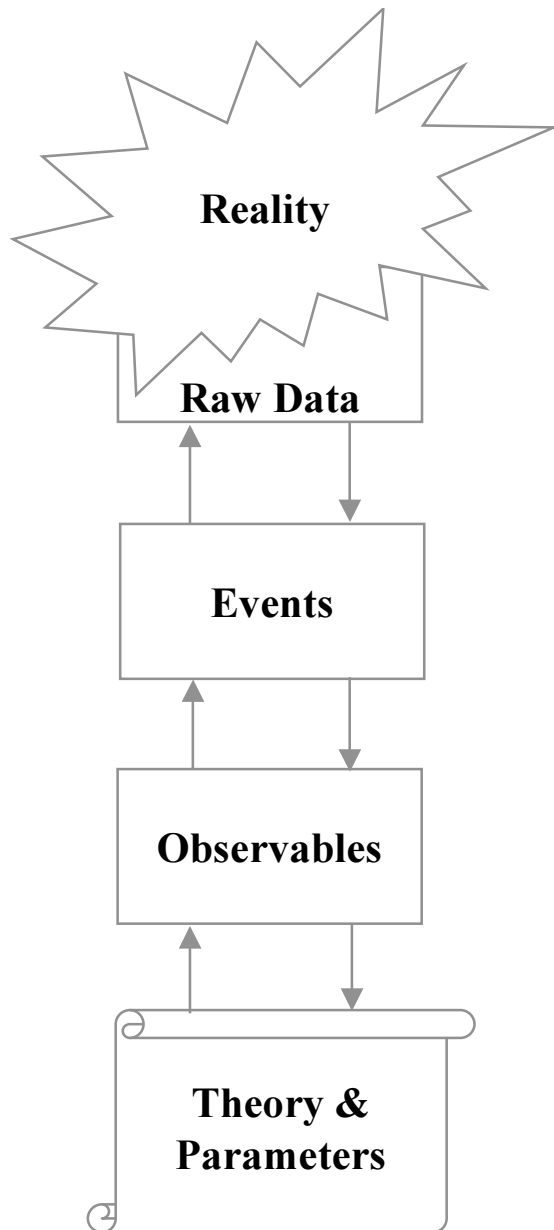 Reality
Raw Data
Events
Observables
Theory &
Parameters